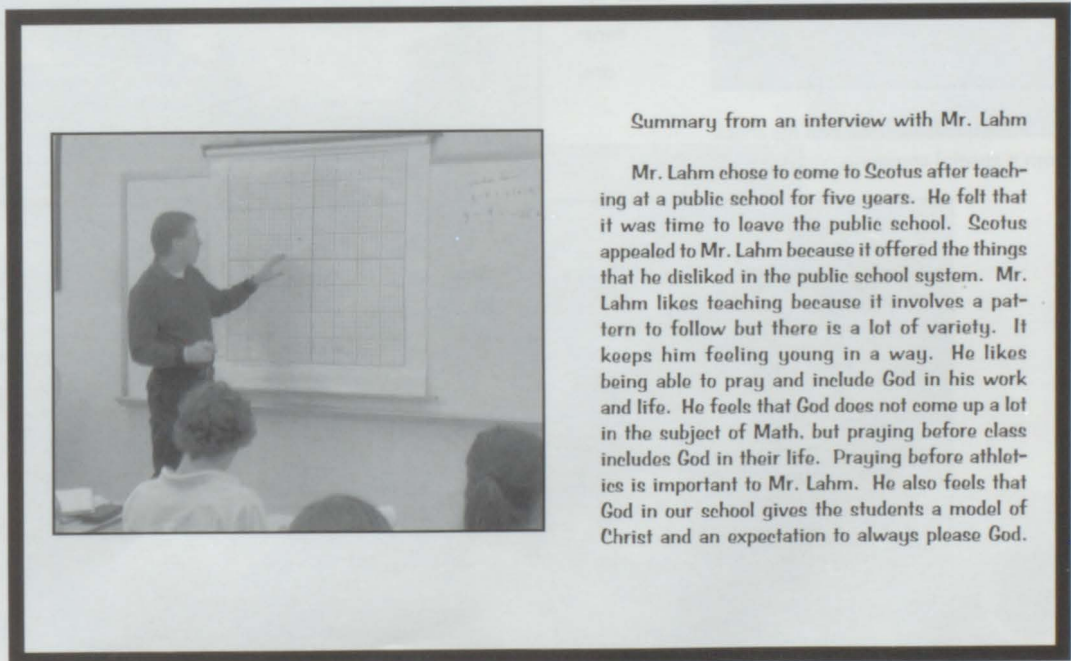 Summary from an interview with Mr. Lahm
Mr. Lahm chose to come to Scotus after teach-
ing at a public school for five years. He felt that
it was time to leave the public school. Scotus
appealed to Mr. Lahm because it offered the things
that he disliked in the public school system. Mr.
Lahm likes teaching because it involves a pat-
tern to follow but there is a lot of variety. It
keeps him feeling young in a way. He likes
being able to pray and include God in his work
and life. He feels that God does not come up a lot
in the subject of Math, but praying before class
includes God in their life. Praying before athlet-
ics is important to Mr. Lahm. He also feels that
God in our school gives the students a model of
Christ and an expectation to always please God.